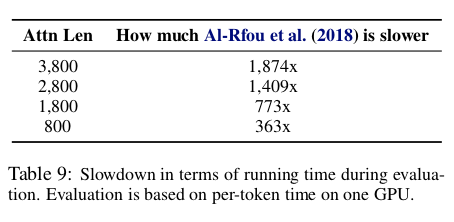 Attn Len How much Al-Rfou et al. (2018) is slower
3,800 1,874x
2,800 1,409x
1,800 773x
800 363x
Table 9: Slowdown in terms of running time during evalua-
tion. Evaluation is based on per-token time on one GPU.